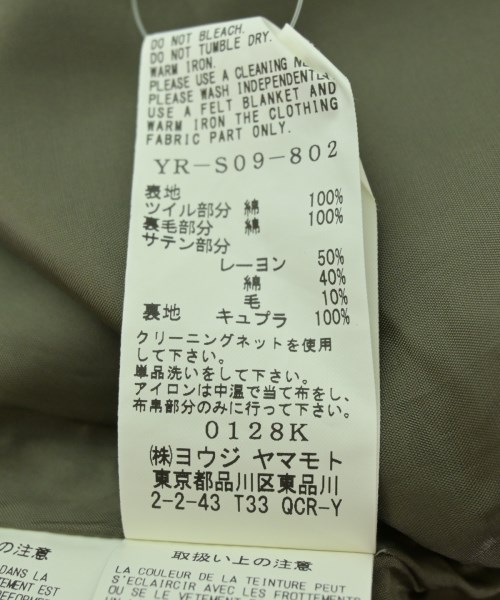 DO NOT BLEACH.
DO NOT TUMBLE DRY.
WARM IRON.
PLEASE USE A CLEANING
PLEASE WASH INDEPENDENTLY
USE A FELT BLANKET AND
WARM IRON THE CLOTHING
FABRIC PART ONLY.
YR-S09-802
表地
ツイル部分 綿 100%
裏毛部分 綿 100%
サテン部分
レーヨン 50%
綿 40%
毛 10%
裏地 キュプラ 100%
クリーニングネットを使用
して下さい。
単品洗いをして下さい。
アイロンは中温で当て布をし、
布帛部分のみに行って下さい。
0128K
㈱ヨウジ ヤマモト
東京都品川区東品川
2-2-43 T33 QCR-Y
の注意
DANS LA
EMENT EST
取扱い上の注意
LA COULEUR DE LA TEINTURE PEUT
S'ECLAIRCIR AVEC LES FROTTEMENTS
OU SE LE VETEMENT